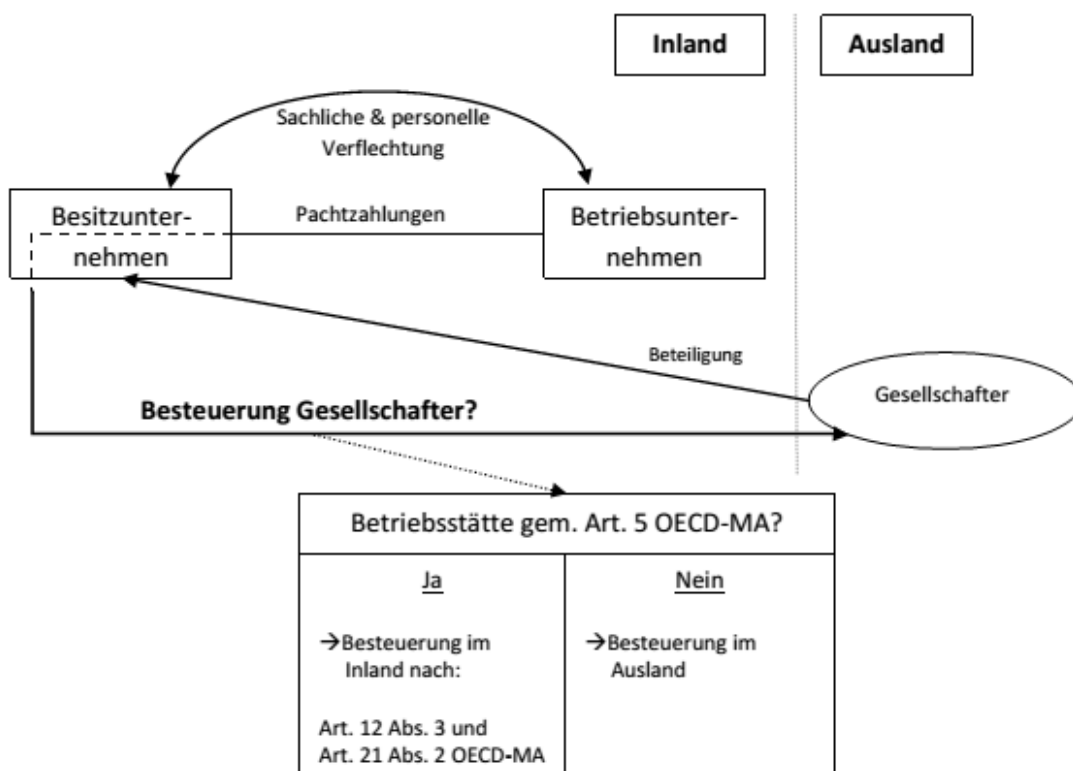 Inland
Ausland
Sachliche & personelle
Verflechtung
Besitzunter-
nehmen
Pachtzahlungen
Betriebsunter-
nehmen
Beteiligung
Gesellschafter
Besteuerung Gesellschafter?
Betriebsstätte gem. Art. 5 OECD-MA?
Ja
→Besteuerung im
Inland nach:
Art. 12 Abs. 3 und
Art. 21 Abs. 2 OECD-MA
Nein
→Besteuerung im
Ausland